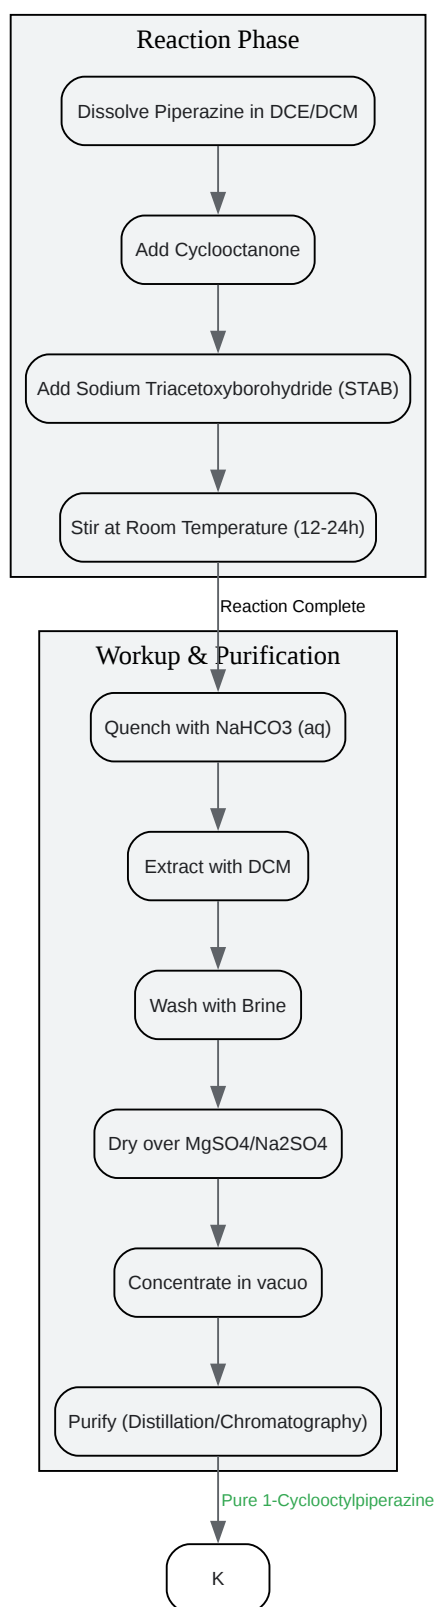 Reaction Phase
Dissolve Piperazine in DCE/DCM
Add Cyclooctanone
Add Sodium Triacetoxyborohydride (STAB)
Stir at Room Temperature (12-24h)
Reaction Complete
Workup & Purification
Quench with NaHCO3 (aq)
Extract with DCM
Wash with Brine
Dry over MgSO4/Na2SO4
Concentrate in vacuo
Purify (Distillation/Chromatography)
Pure 1-Cyclooctylpiperazine
K